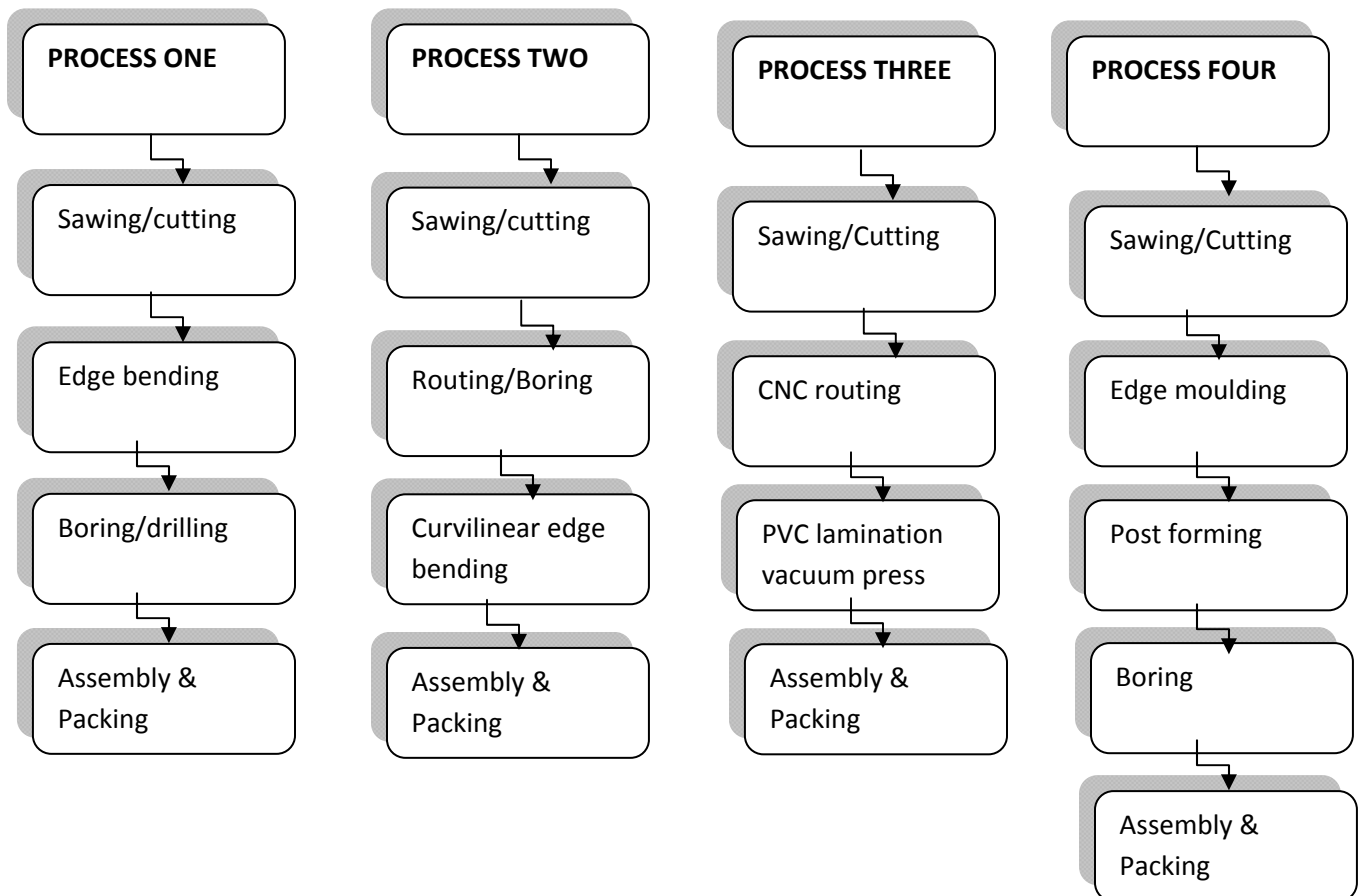 PROCESS ONE
Sawing/cutting
Edge bending
Boring/drilling
Assembly &
Packing
PROCESS TWO
Sawing/cutting
Routing/Boring
Curvilinear edge
bending
Assembly &
Packing
PROCESS THREE
Sawing/Cutting
CNC routing
PVC lamination
vacuum press
Assembly &
Packing
PROCESS FOUR
Sawing/Cutting
Edge moulding
Post forming
Boring
Assembly &
Packing